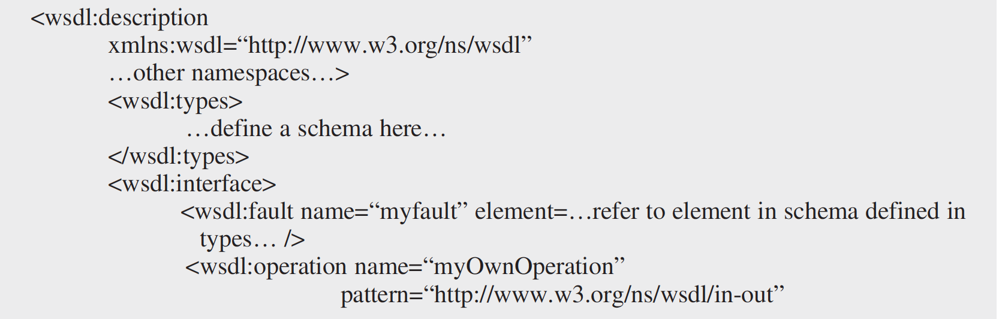 <wsdl:description
xmlns:wsdl=“http://www.w3.org/ns/wsdl”
…other namespaces…>
<wsdl:types>
…define a schema here…
</wsdl:types>
<wsdl:interface>
<wsdl:fault name=“myfault” element=…refer to element in schema defined in
types… />
<wsdl:operation name=“myOwnOperation”
pattern=“http://www.w3.org/ns/wsdl/in-out”